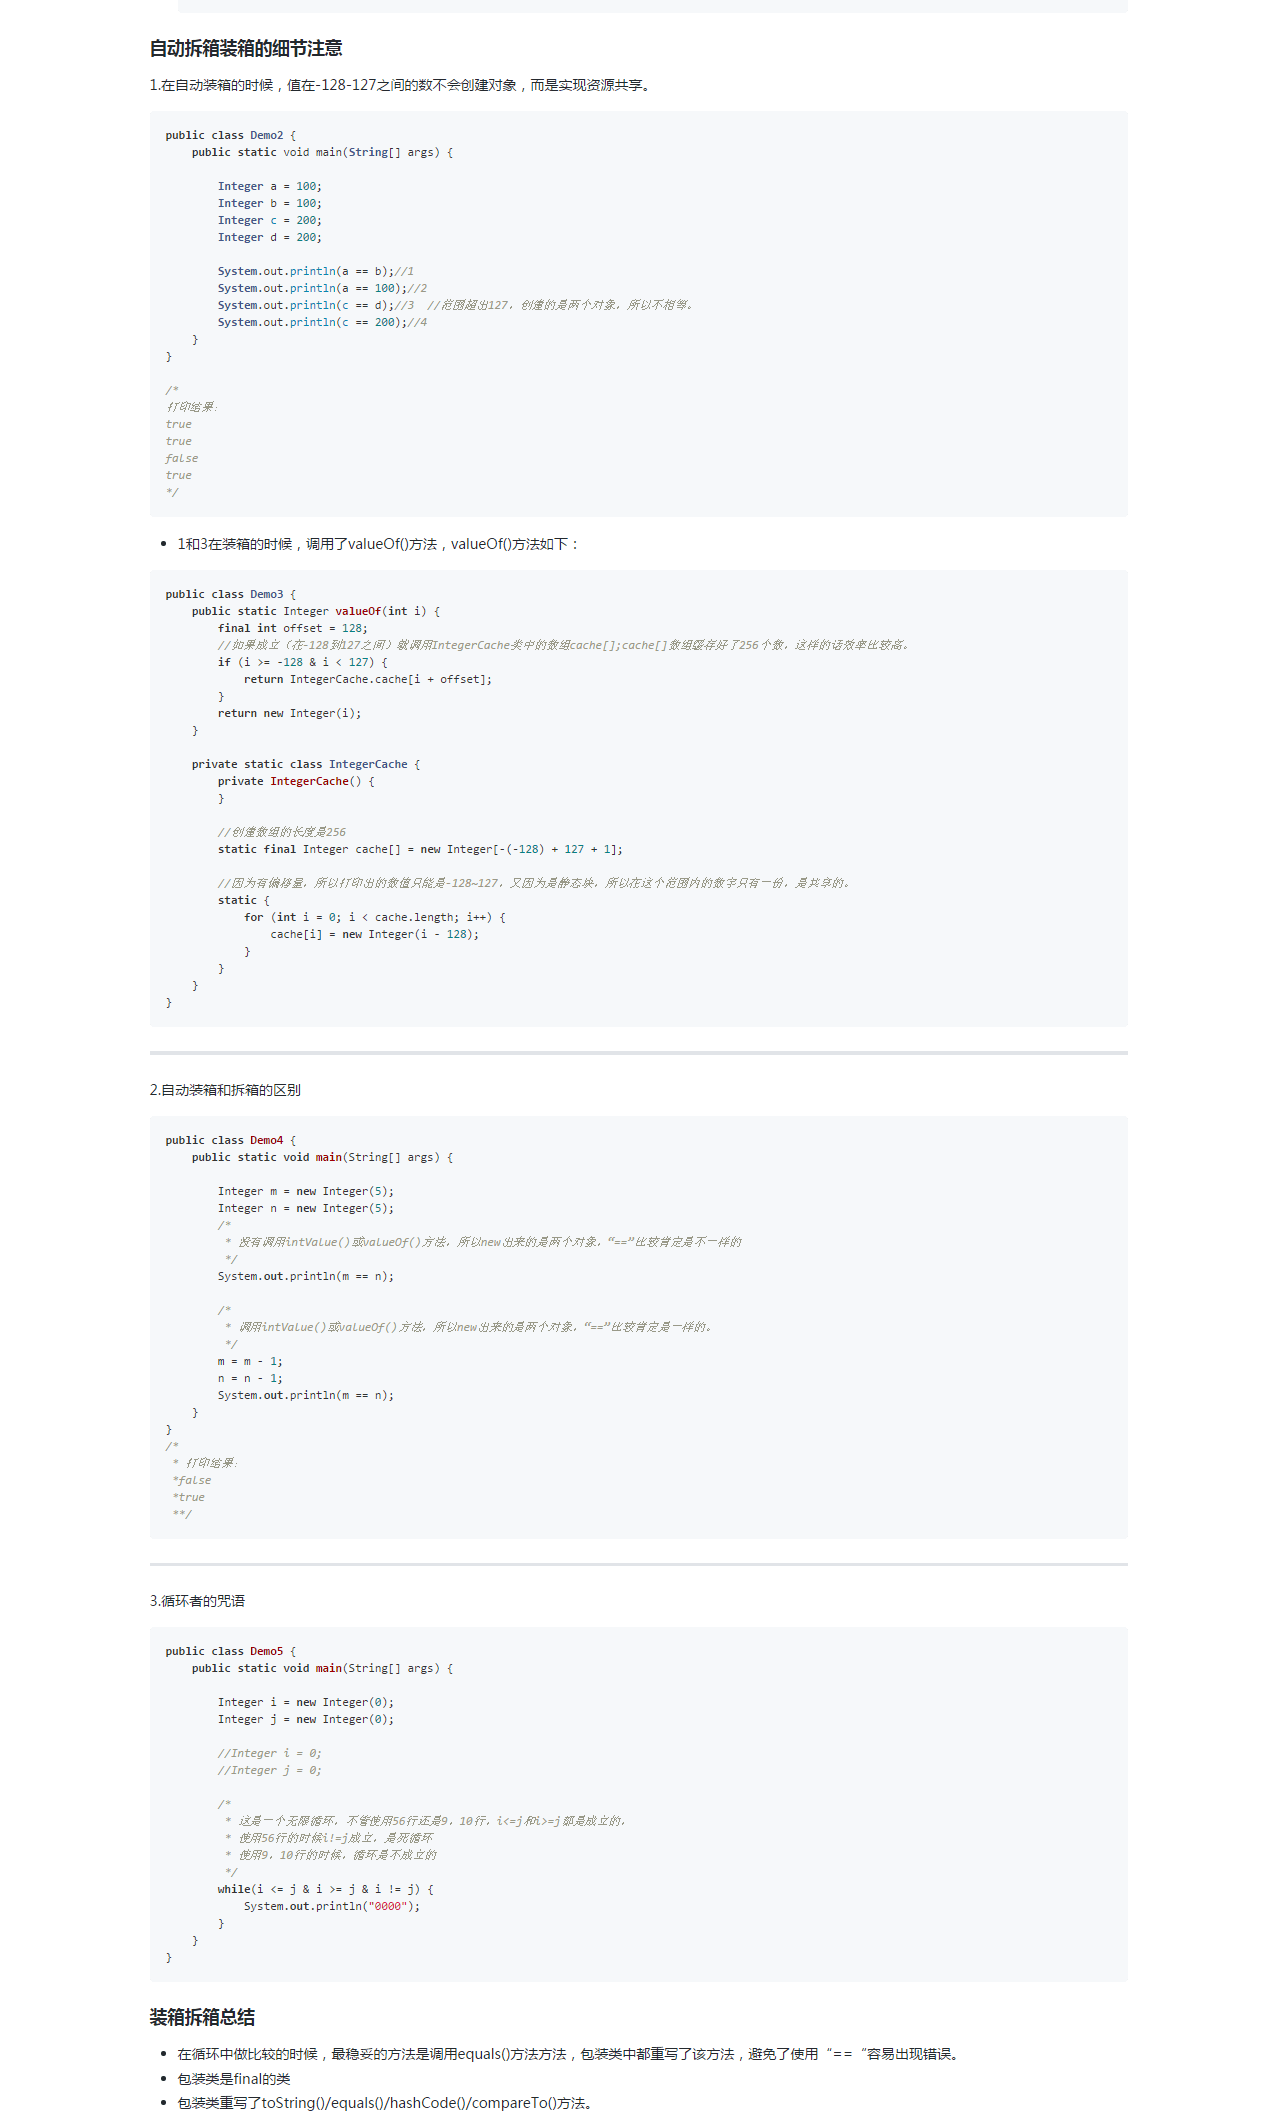 自动拆箱装箱的细节注意
1.在自动装箱的时候，值在-128-127之间的数不会创建对象，而是实现资源共享。
public class Demo2 {
public static void main(String[] args) {
Integer a = 100;
Integer b = 100;
Integer c = 200;
Integer d = 200;
System.out.println(a == b);//1
System.out.println(a == 100);//2
System.out.println(c == d);//3  //范围超出127，创建的是两个对象，所以不相等。
System.out.println(c == 200);//4
}
}
/*
打印结果：
true
true
false
true
*/
• 1和3在装箱的时候，调用了valueOf()方法，valueOf()方法如下：
public class Demo3 {
public static Integer valueOf(int i) {
final int offset = 128;
//如果成立（在-128到127之间）就调用IntegerCache类中的数组cache[];cache[]数组缓存好了256个数，这样的话效率比较高。
if (i >= -128 & i < 127) {
return IntegerCache.cache[i + offset];
}
return new Integer(i);
}
private static class IntegerCache {
private IntegerCache() {
}
//创建数组的长度是256
static final Integer cache[] = new Integer[-(-128) + 127 + 1];
//因为有偏移量，所以打印出的数值只能是-128~127，又因为是静态块，所以在这个范围内的数字只有一份，是共享的。
static {
for (int i = 0; i < cache.length; i++) {
cache[i] = new Integer(i - 128);
}
}
}
}
2.自动装箱和拆箱的区别
public class Demo4 {
public static void main(String[] args) {
Integer m = new Integer(5);
Integer n = new Integer(5);
/*
* 没有调用intValue()或valueOf()方法，所以new出来的是两个对象，“==”比较肯定是不一样的
*/
System.out.println(m == n);
/*
* 调用intValue()或valueOf()方法，所以new出来的是两个对象，“==”比较肯定是一样的。
*/
m = m - 1;
n = n - 1;
System.out.println(m == n);
}
}
/*
* 打印结果：
*false
*true
**/
3.循环者的咒语
public class Demo5 {
public static void main(String[] args) {
Integer i = new Integer(0);
Integer j = new Integer(0);
//Integer i = 0;
//Integer j = 0;
/*
* 这是一个无限循环，不管使用56行还是9，10行，i<=j和i>=j都是成立的，
* 使用56行的时候i!=j成立，是死循环
* 使用9，10行的时候，循环是不成立的
*/
while(i <= j & i >= j & i != j) {
System.out.println("0000");
}
}
}
装箱拆箱总结
• 在循环中做比较的时候，最稳妥的方法是调用equals()方法方法，包装类中都重写了该方法，避免了使用“==“容易出现错误。
• 包装类是final的类
• 包装类重写了toString()/equals()/hashCode()/compareTo()方法。